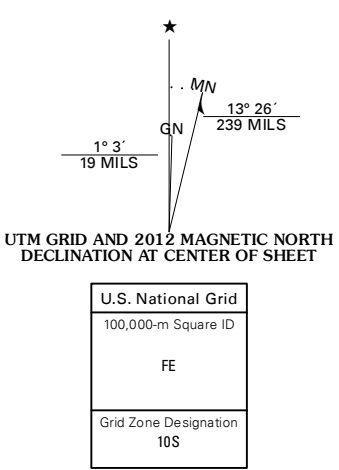 ★
MN
13° 26´
239 MILS
GN
1° 3´
19 MILS
UTM GRID AND 2012 MAGNETIC NORTH
DECLINATION AT CENTER OF SHEET
U.S. National Grid
100,000-m Square ID
FE
Grid Zone Designation
10S